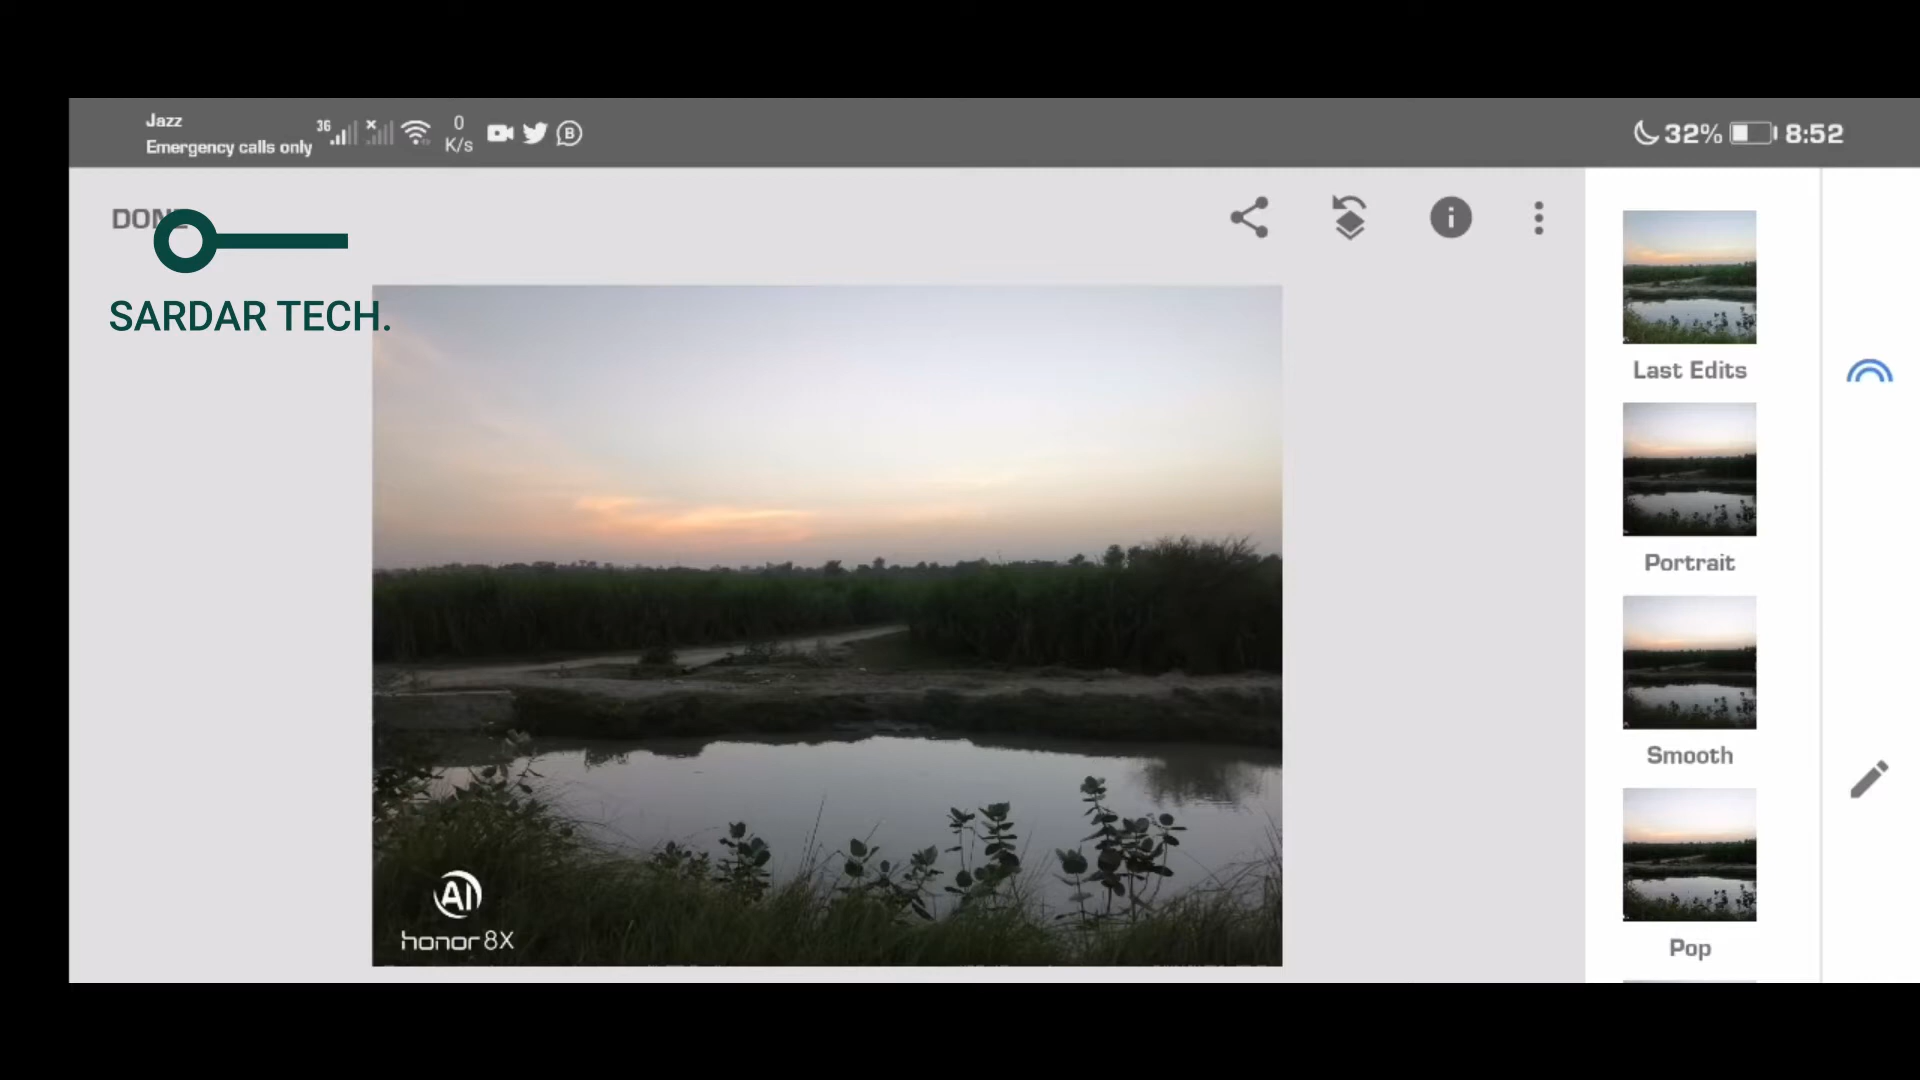 Jazz
Emergency calls only
36
0
K/s
B
32%
8:52
DONE
SARDAR TECH.
Last Edits
Portrait
Smooth
Pop
AI
honor 8X